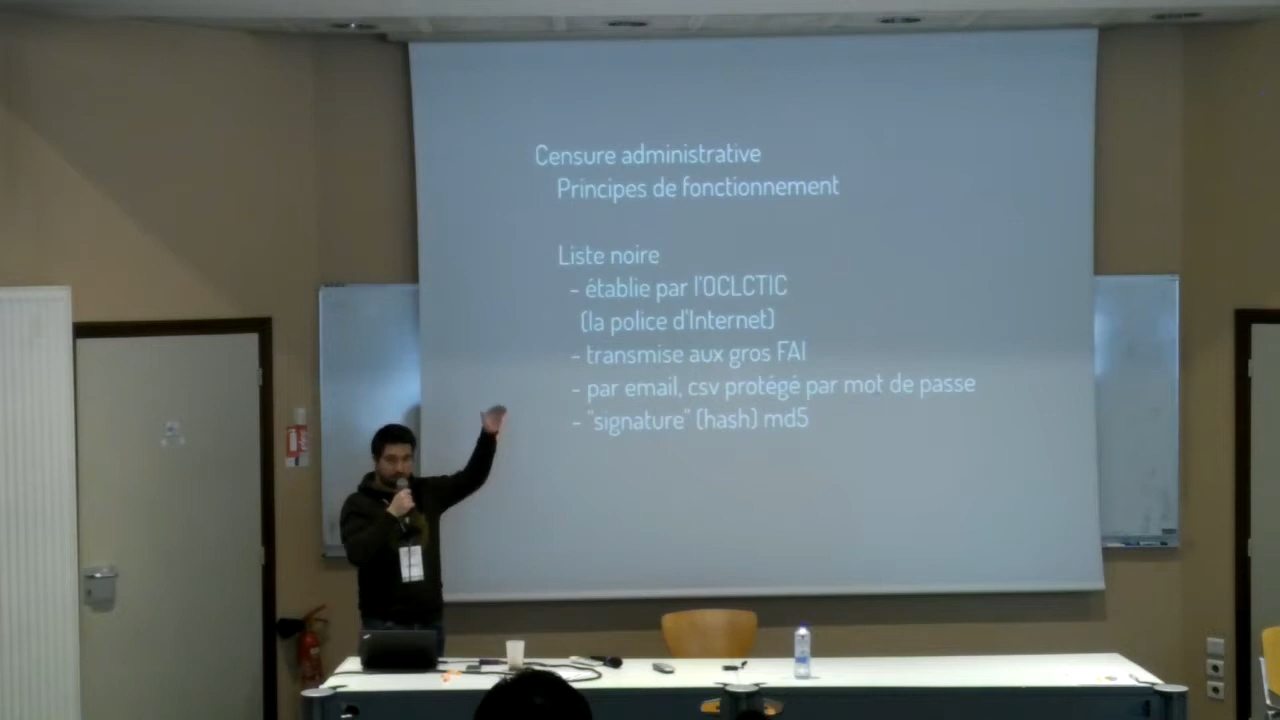 Censure administrative
Principes de fonctionnement
Liste noire
- établie par l'OCLCTIC
(la police d'Internet)
- transmise aux gros FAI
- par email, csv protégé par mot de passe
- "signature" (hash) md5